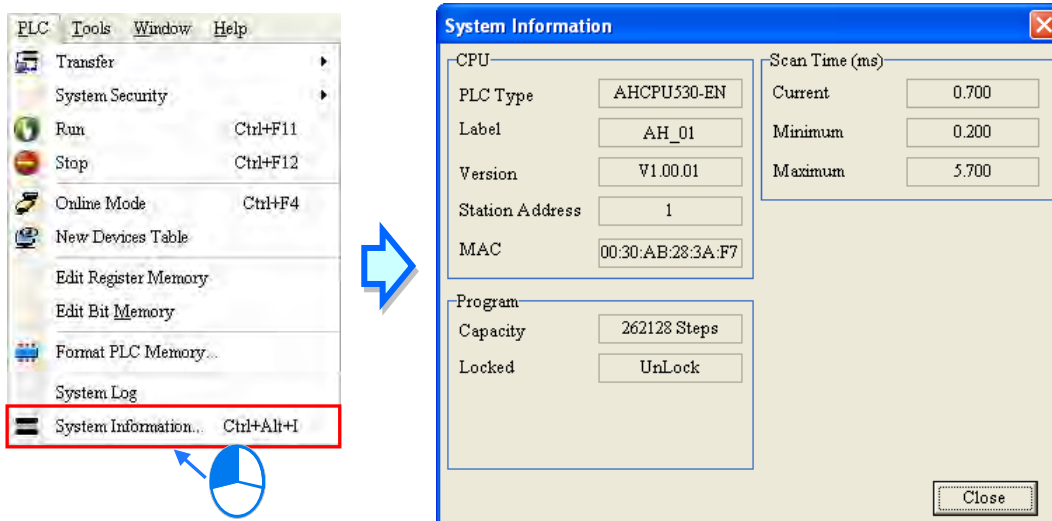 PLC Tools Window Help
Transfer
System Security
Run Ctrl+F11
Stop Ctrl+F12
Online Mode Ctrl+F4
New Devices Table
Edit Register Memory
Edit Bit Memory
Format PLC Memory...
System Log
System Information... Ctrl+Alt+I
System Information
CPU
PLC Type AHCPU530-EN
Label AH_01
Version V1.00.01
Station Address 1
MAC 00:30:AB:28:3A:F7
Program
Capacity 262128 Steps
Locked UnLock
Scan Time (ms)
Current 0.700
Minimum 0.200
Maximum 5.700
Close